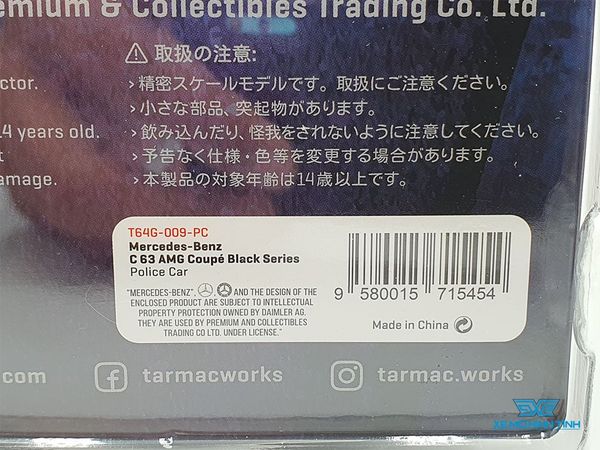 emium & Collectibles Trading Co. Ltd.
⚠ 取扱の注意:
ctor.
›精密スケールモデルです。取扱にご注意ください。
›小さな部品、突起物があります。
14 years old.
›飲み込んだり、怪我をされないように注意してください。
t
›予告なく仕様・色等を変更する場合があります。
amage.
›本製品の対象年齢は14歳以上です。
T64G-009-PC
Mercedes-Benz
C 63 AMG Coupé Black Series
Police Car
"MERCEDES-BENZ", AND THE DESIGN OF THE
ENCLOSED PRODUCT ARE SUBJECT TO INTELLECTUAL
PROPERTY PROTECTION OWNED BY DAIMLER AG.
THEY ARE USED BY PREMIUM AND COLLECTIBLES
TRADING CO LTD. UNDER LICENSE."
9 580015 715454
Made in China
.com
tarmacworks
tarmac.works
XE MÔ HÌNH TĨNH